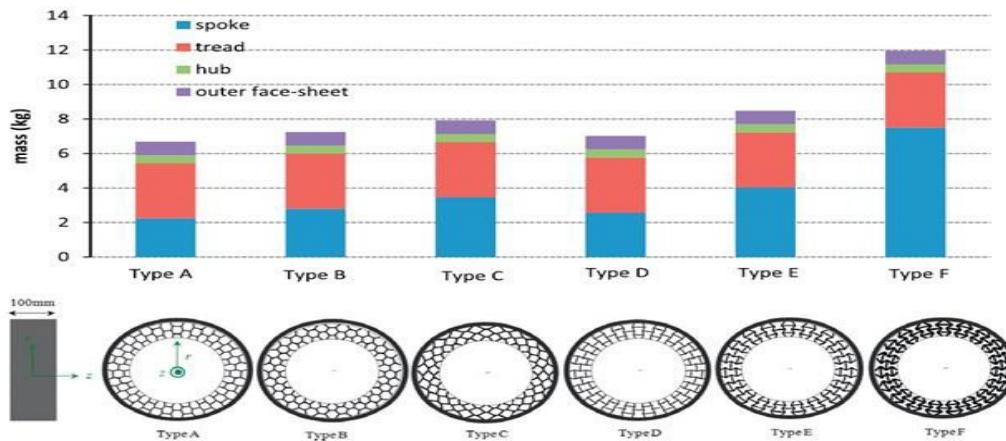 14
12
10
8
6
4
2
0
mass (kg)
spoke
tread
hub
outer face-sheet
Type A Type B Type C Type D Type E Type F
100mm
z
r
z
Type A Type B Type C Type D Type E Type F